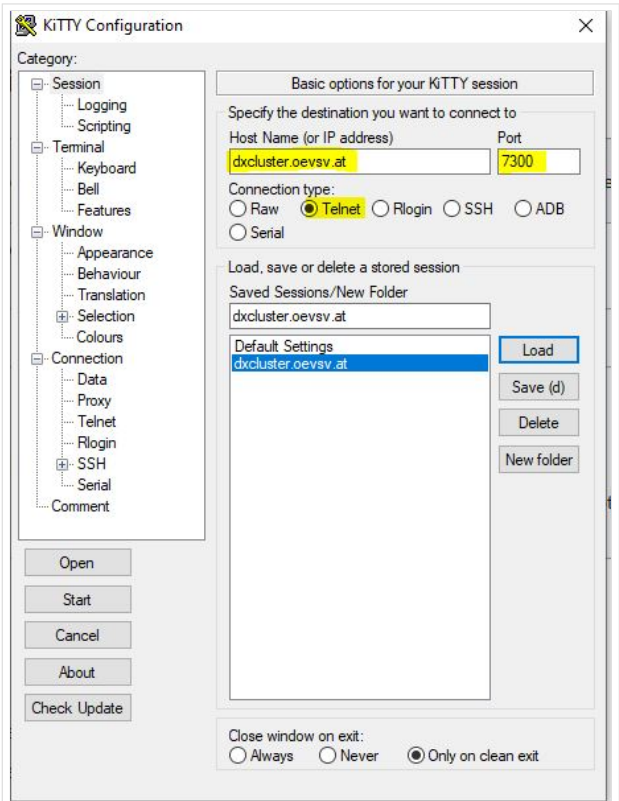 KiTTY Configuration
Category:
Session
Logging
Scripting
Terminal
Keyboard
Bell
Features
Window
Appearance
Behaviour
Translation
Selection
Colours
Connection
Data
Proxy
Telnet
Rlogin
SSH
Serial
Comment
Open
Start
Cancel
About
Check Update
Basic options for your KiTTY session
Specify the destination you want to connect to
Host Name (or IP address) Port
dxcluster.oevsv.at 7300
Connection type:
Raw Telnet Rlogin SSH ADB
Serial
Load, save or delete a stored session
Saved Sessions/New Folder
dxcluster.oevsv.at
Default Settings
dxcluster.oevsv.at
Load
Save (d)
Delete
New folder
Close window on exit:
Always Never Only on clean exit